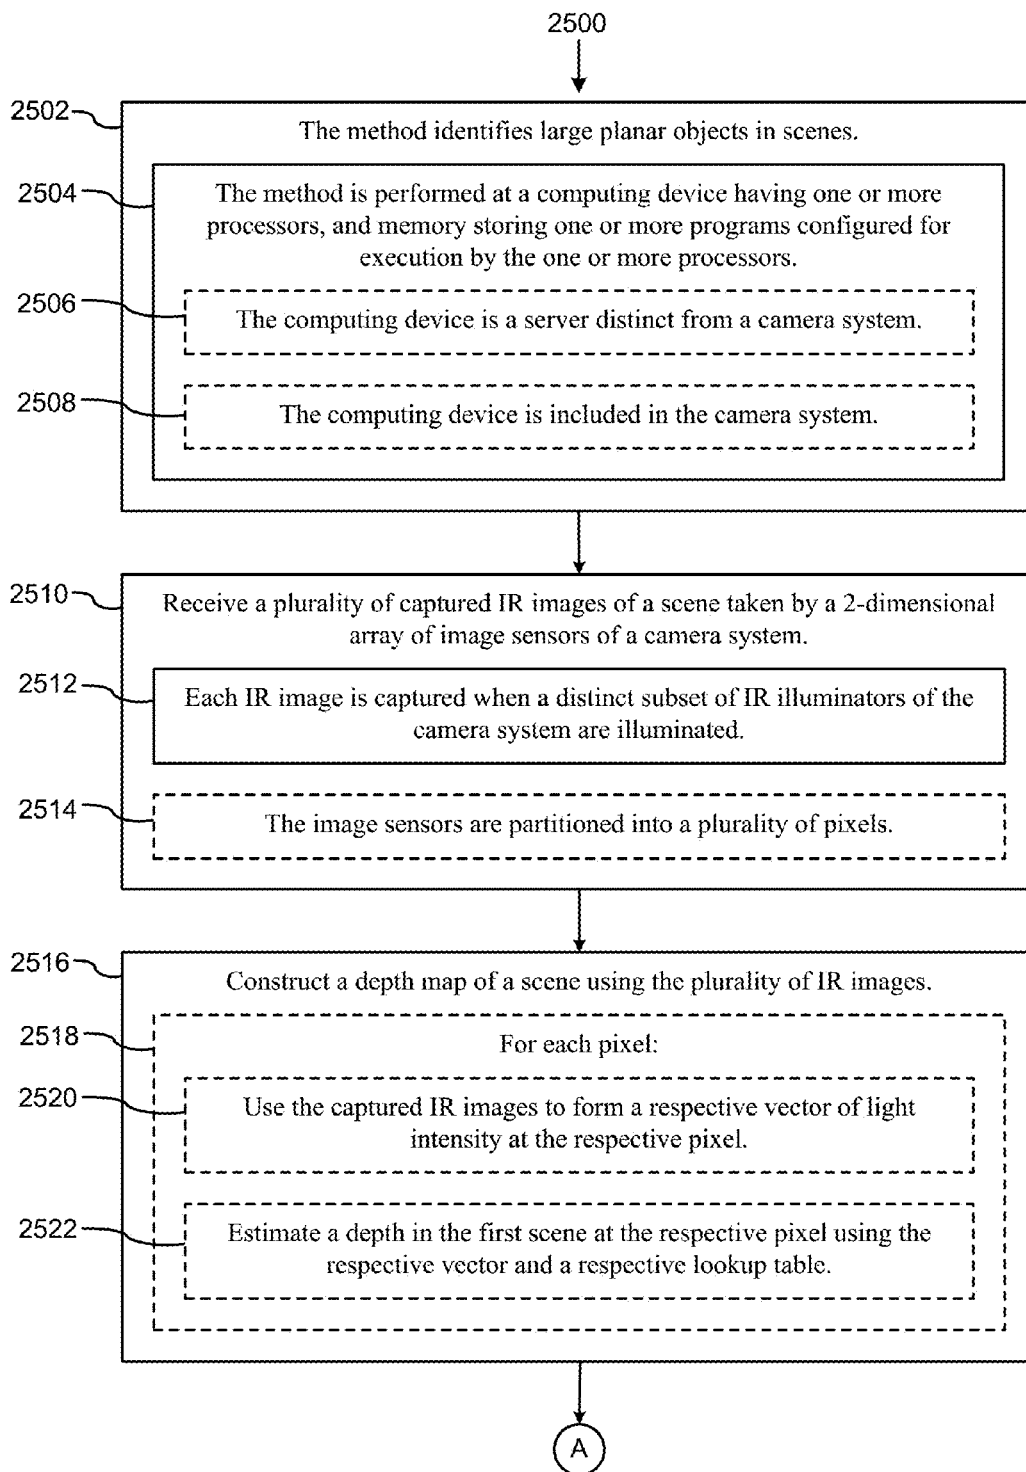 2500
2502
The method identifies large planar objects in scenes.
2504
The method is performed at a computing device having one or more
processors, and memory storing one or more programs configured for
execution by the one or more processors.
2506
The computing device is a server distinct from a camera system.
2508
The computing device is included in the camera system.
2510
Receive a plurality of captured IR images of a scene taken by a 2-dimensional
array of image sensors of a camera system.
2512
Each IR image is captured when a distinct subset of IR illuminators of the
camera system are illuminated.
2514
The image sensors are partitioned into a plurality of pixels.
2516
Construct a depth map of a scene using the plurality of IR images.
2518
For each pixel:
2520
Use the captured IR images to form a respective vector of light
intensity at the respective pixel.
2522
Estimate a depth in the first scene at the respective pixel using the
respective vector and a respective lookup table.
A